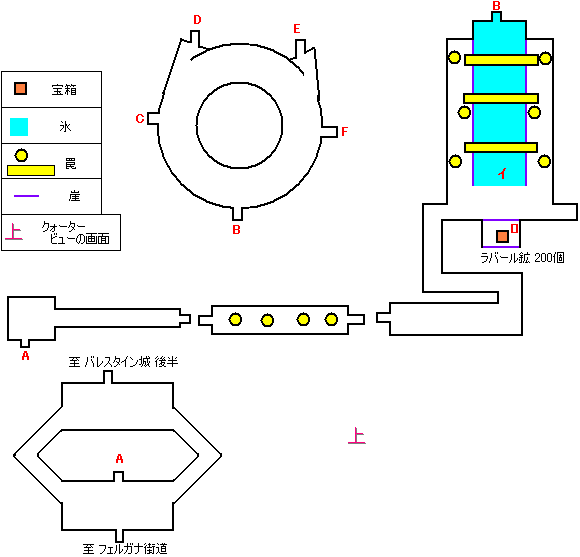 D
E
B
宝箱
氷
罠
崖
上
クォーター
ビューの画面
C
F
B
イ
ロ
ラバール鉱 200個
A
至 バレスタイン城 後半
A
上
至 フェルガナ街道